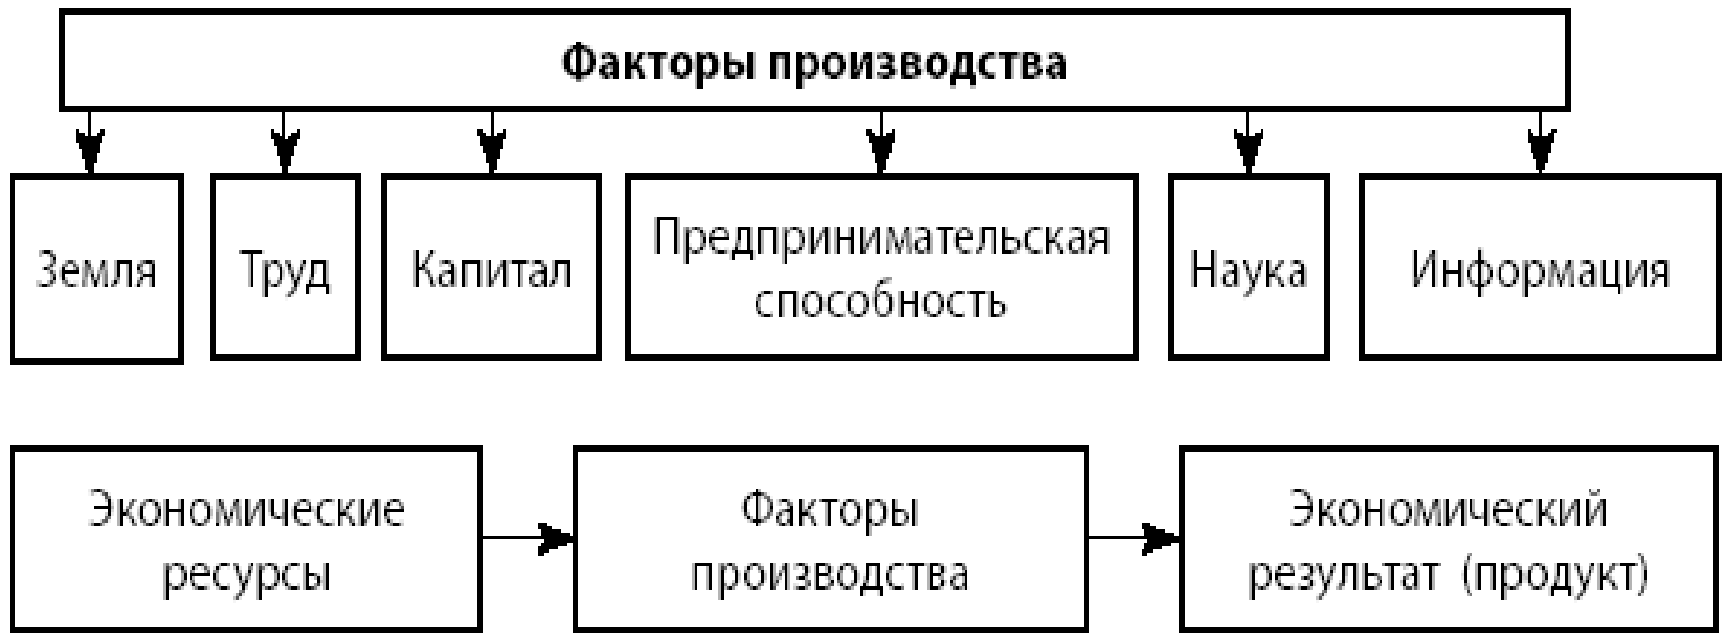 Факторы производства
Земля
Труд
Капитал
Предпринимательская
способность
Наука
Информация
Экономические
ресурсы
Факторы
производства
Экономический
результат (продукт)